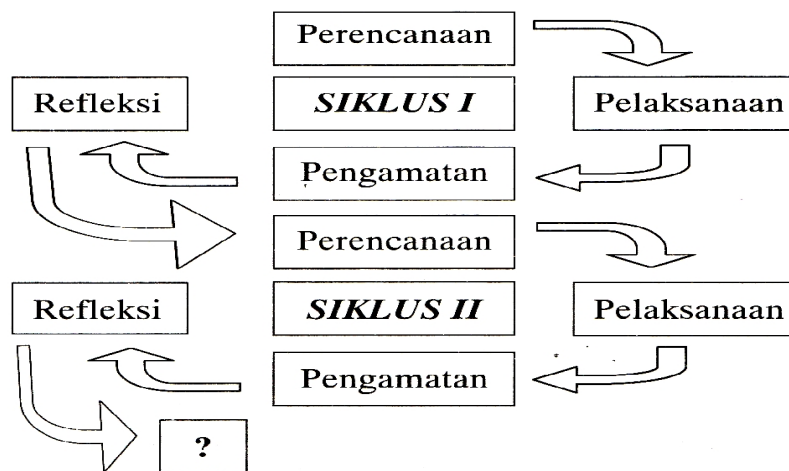 Perencanaan
Refleksi
SIKLUS I
Pelaksanaan
Pengamatan
Perencanaan
Refleksi
SIKLUS II
Pelaksanaan
Pengamatan
?